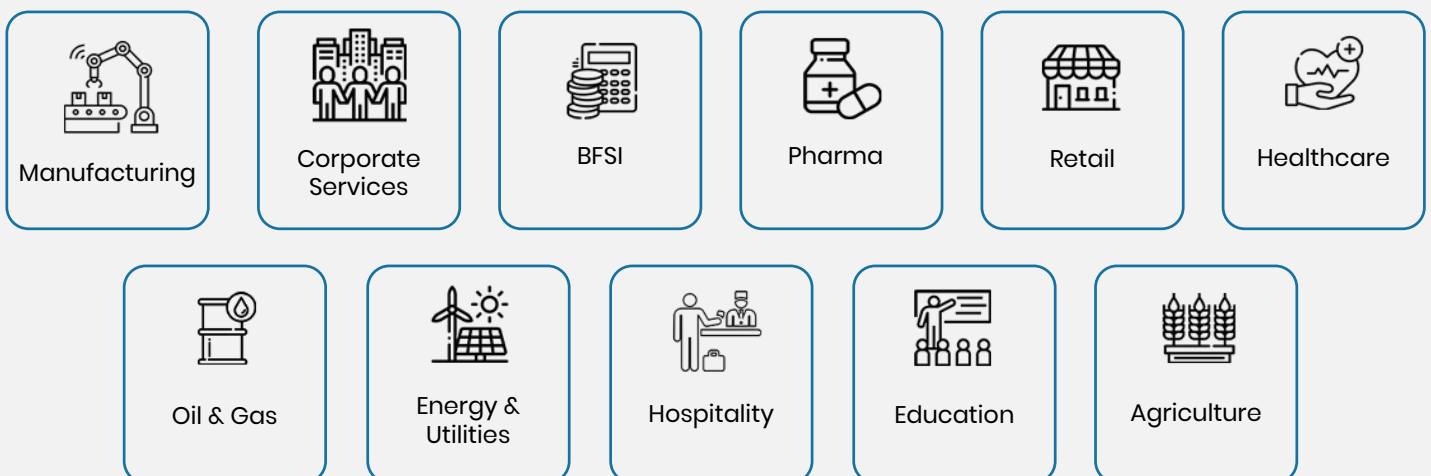 Manufacturing
Corporate
Services
BFSI
Pharma
Retail
Healthcare
Oil & Gas
Energy &
Utilities
Hospitality
Education
Agriculture